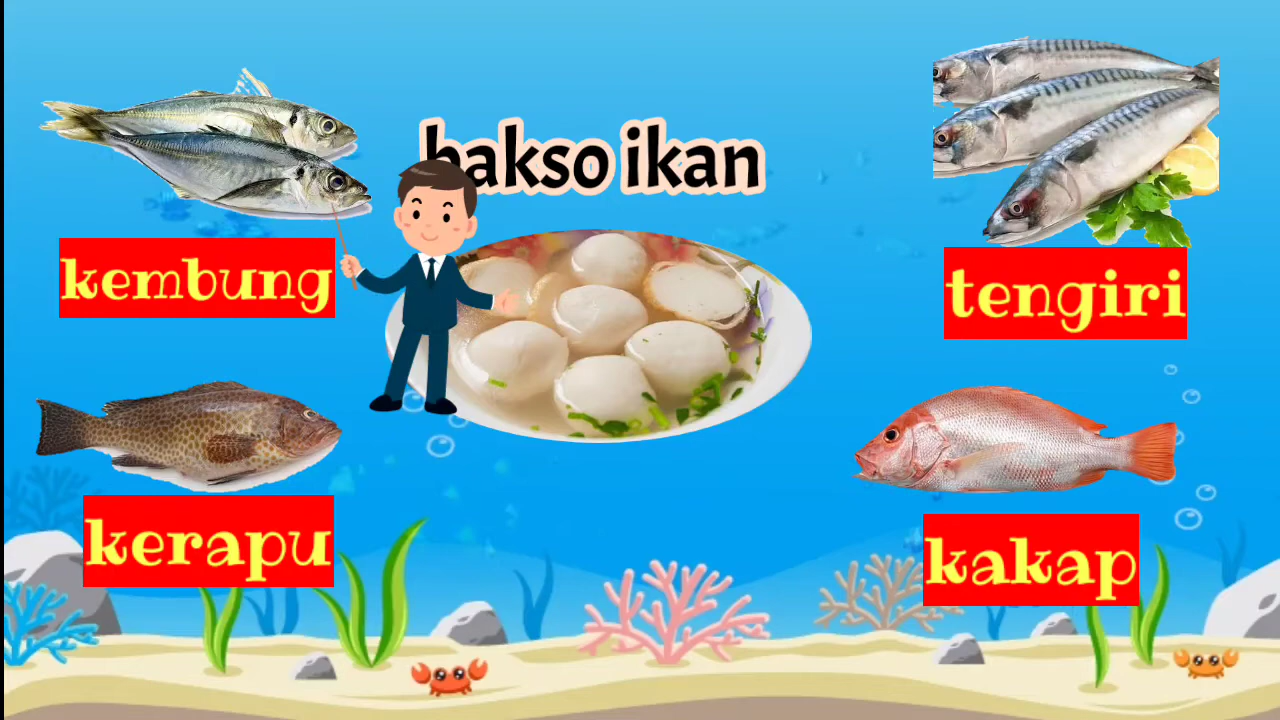 bakso ikan
kembung
tengiri
kerapu
kakap